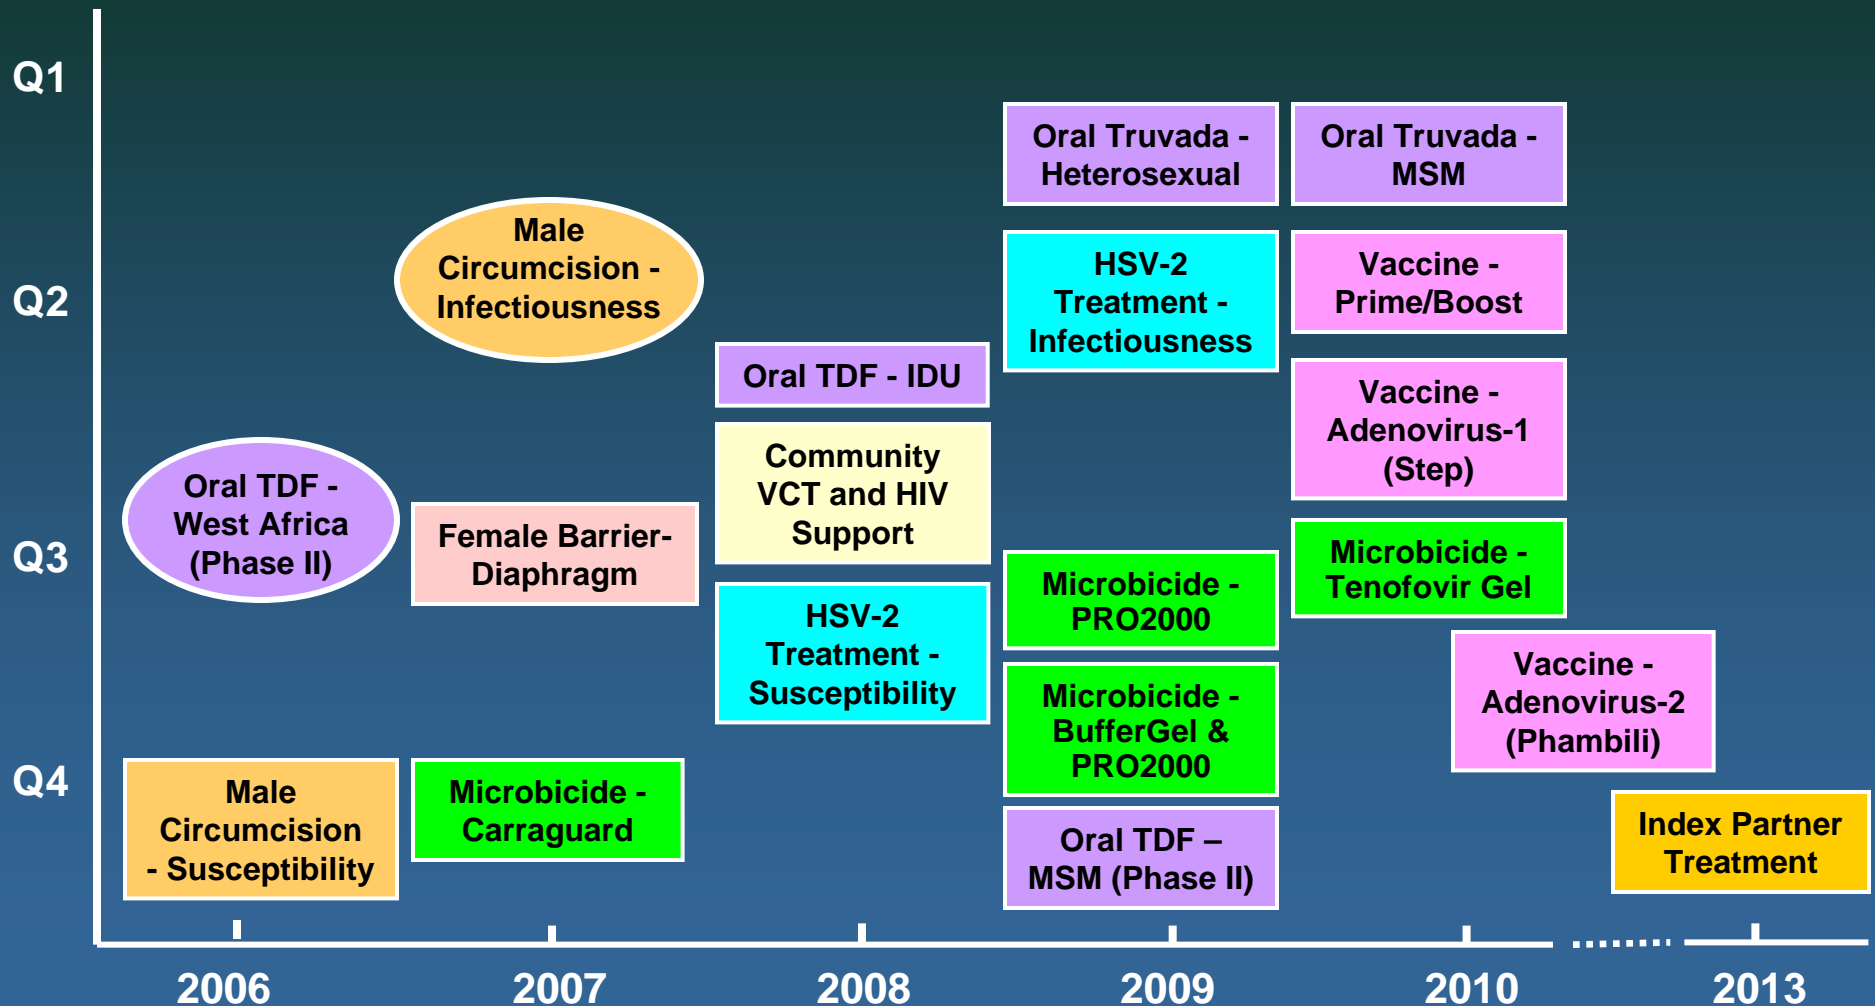 Q1
Q2
Q3
Q4
Oral TDF -
West Africa
(Phase II)
Male
Circumcision
- Susceptibility
Male
Circumcision -
Infectiousness
Female Barrier-
Diaphragm
Microbicide -
Carraguard
Oral TDF - IDU
Community
VCT and HIV
Support
HSV-2
Treatment -
Susceptibility
Oral Truvada -
Heterosexual
HSV-2
Treatment -
Infectiousness
Microbicide -
PRO2000
Microbicide -
BufferGel &
PRO2000
Oral TDF –
MSM (Phase II)
Oral Truvada -
MSM
Vaccine -
Prime/Boost
Vaccine -
Adenovirus-1
(Step)
Microbicide -
Tenofovir Gel
Vaccine -
Adenovirus-2
(Phambili)
Index Partner
Treatment
2006
2007
2008
2009
2010
2013